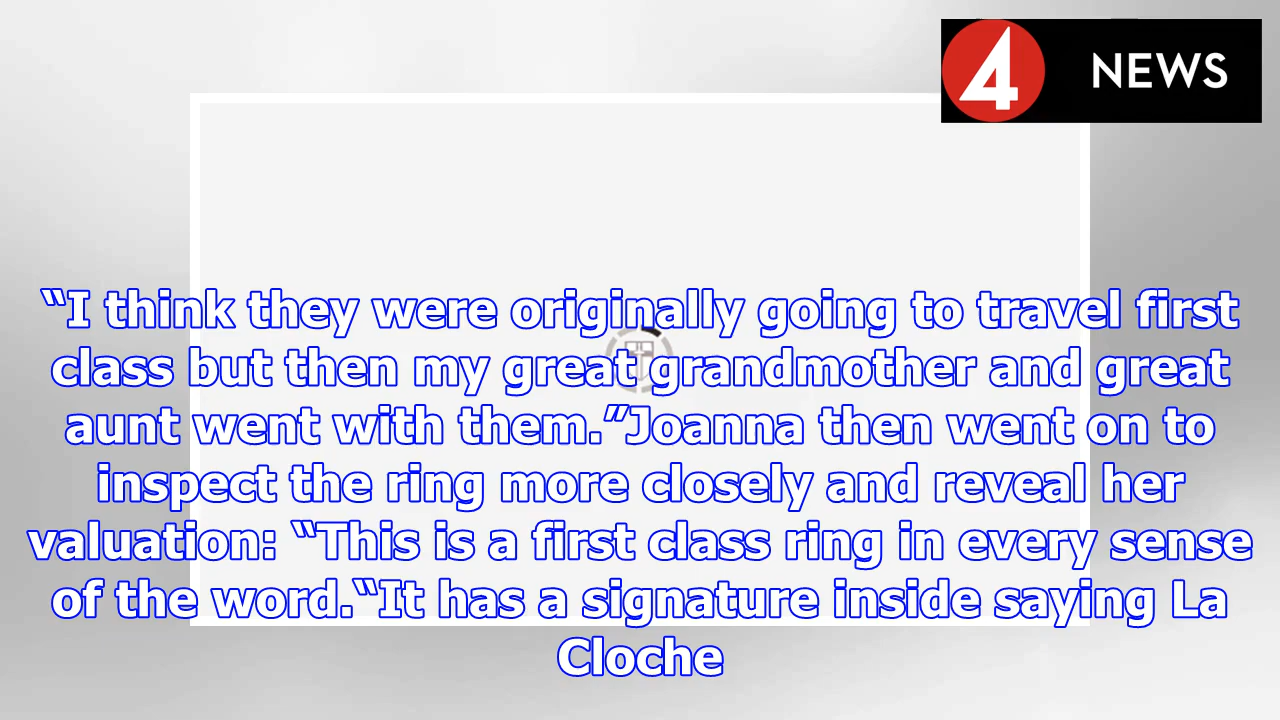 4 NEWS
“I think they were originally going to travel first
class but then my great grandmother and great
aunt went with them.”Joanna then went on to
inspect the ring more closely and reveal her
valuation: “This is a first class ring in every sense
of the word.“It has a signature inside saying La
Cloche